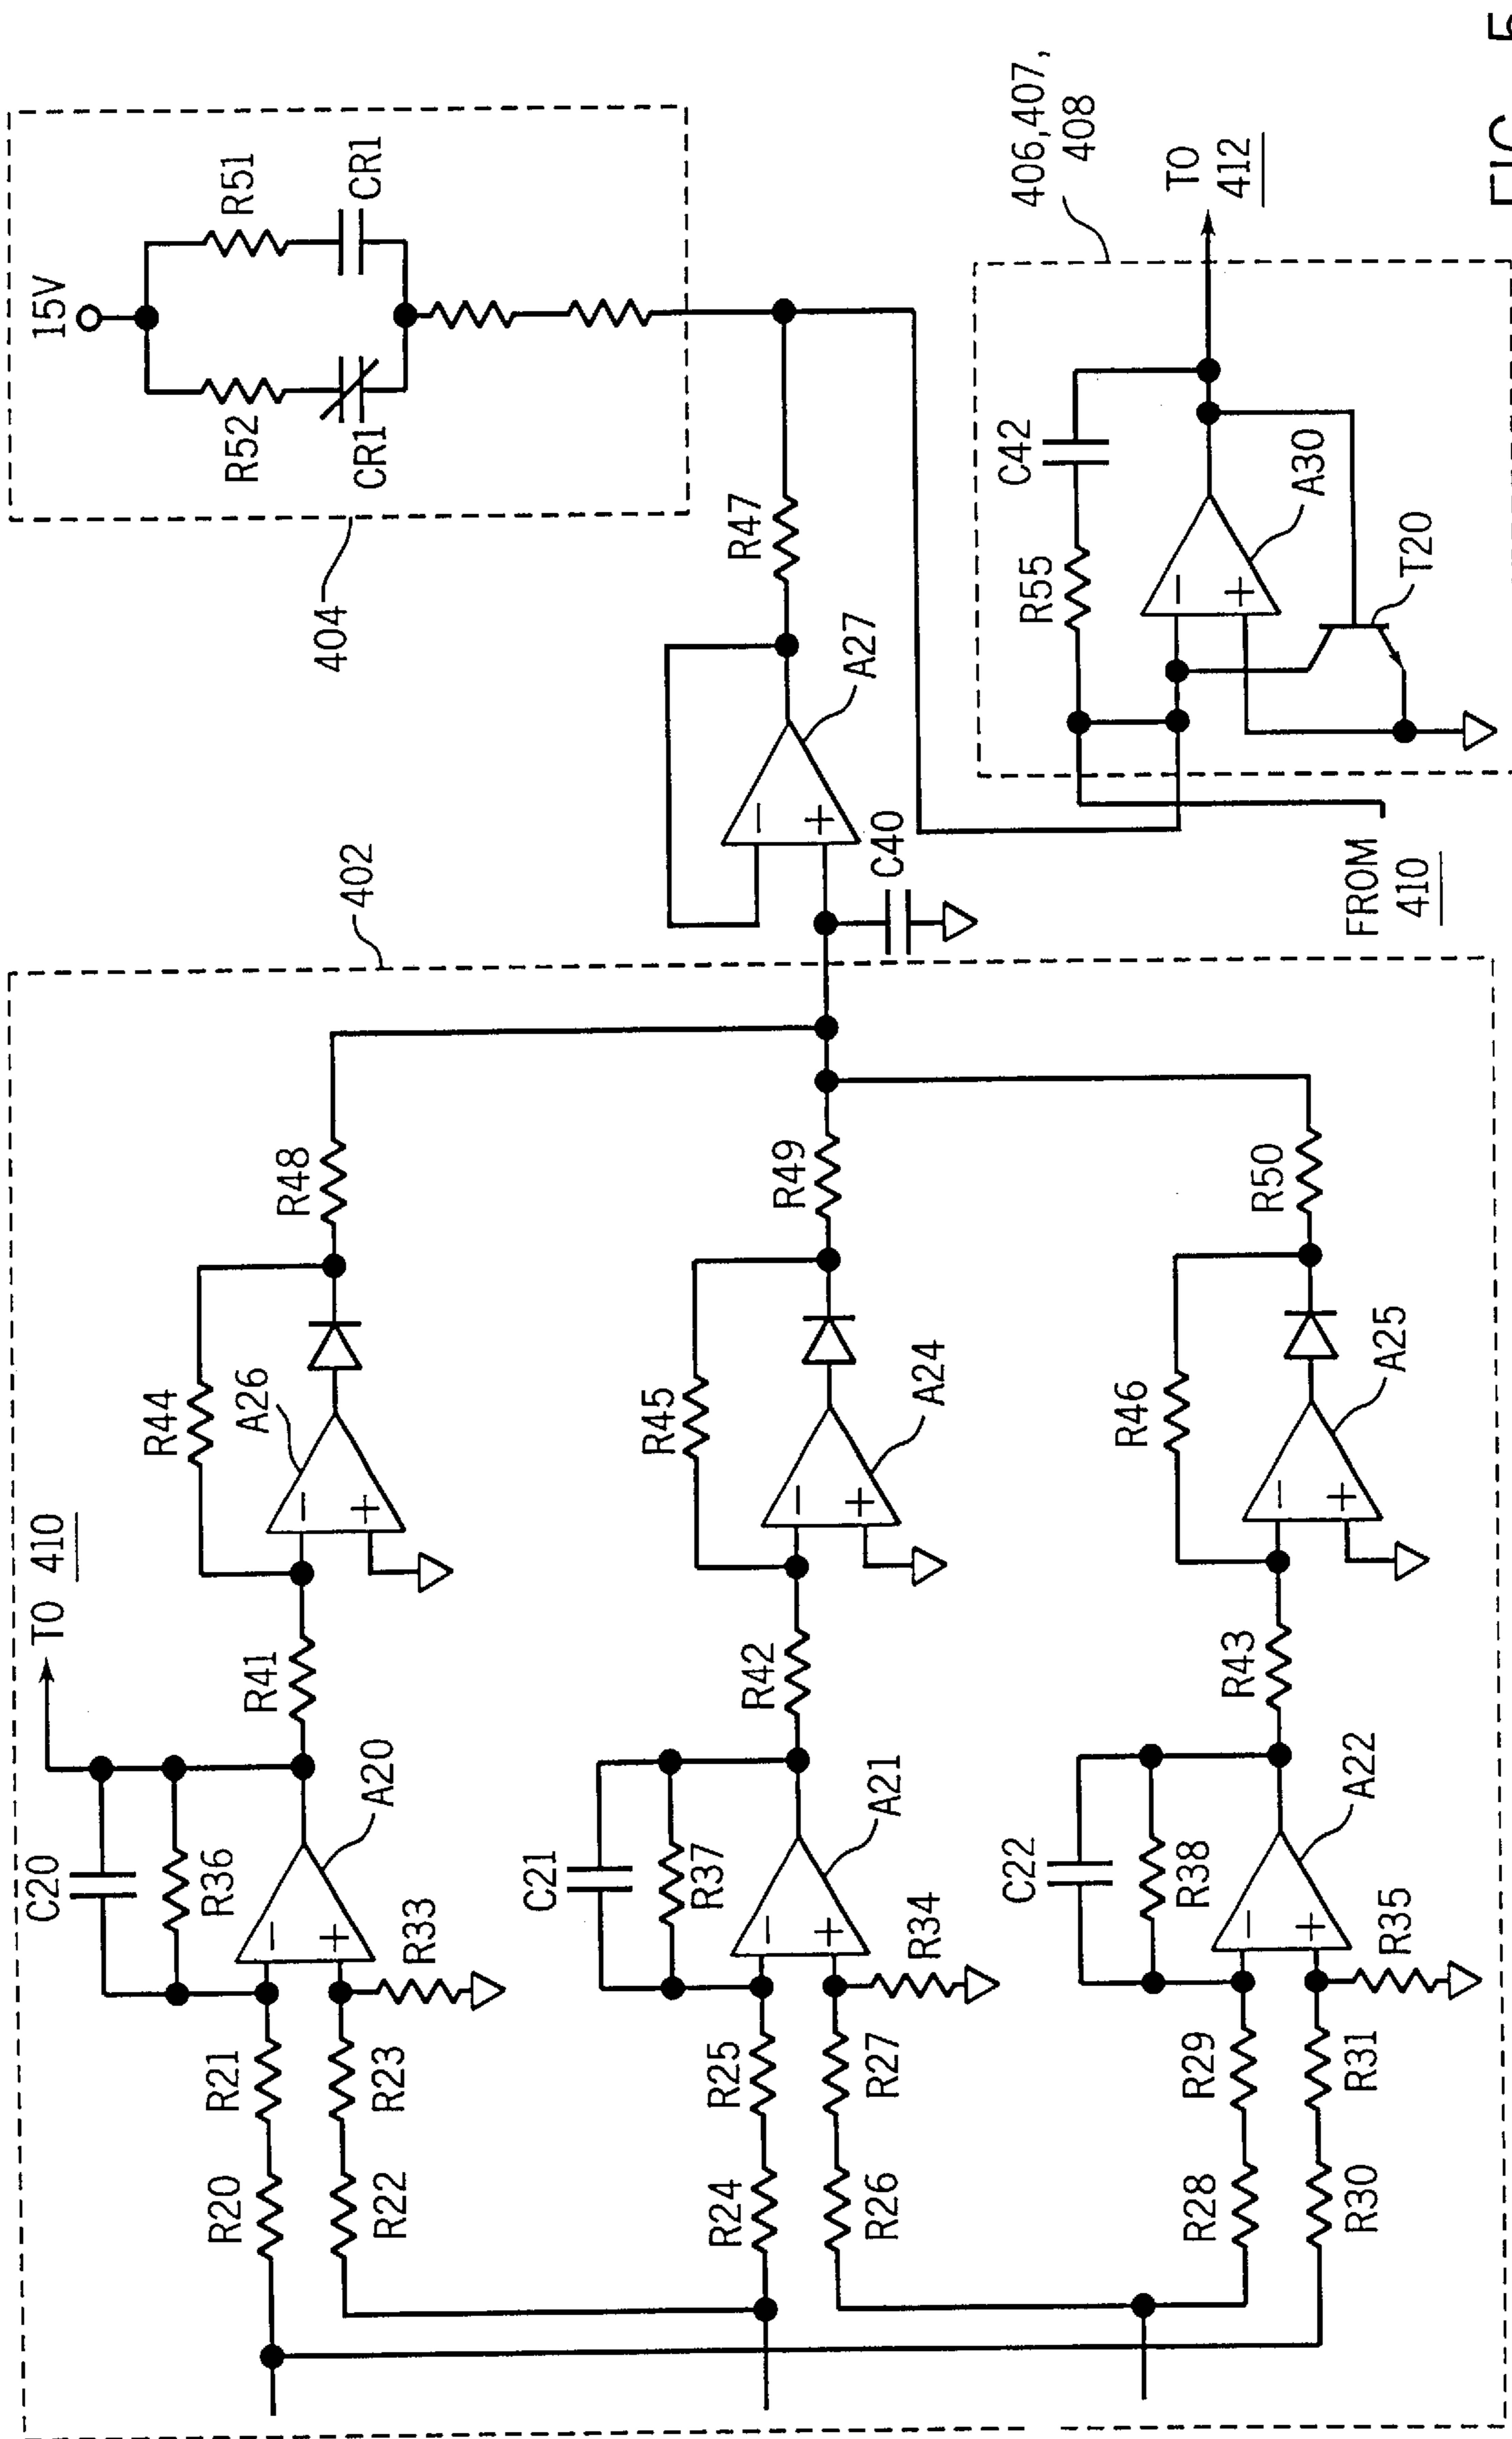 TO 410
C20
R36
R20
R21
R22
R23
R33
A20
R41
R44
A26
R48
C21
R37
R24
R25
R26
R27
R34
A21
R42
R45
A24
R49
C22
R38
R28
R29
R30
R31
R35
A22
R43
R46
A25
R50
402
C40
A27
R47
404
15V
R52
R51
CR1
CR1
406,407,
408
R55
C42
A30
T20
FROM
410
TO
412
− + − + − +
− + − + − +
− +
− +
FIG. 5